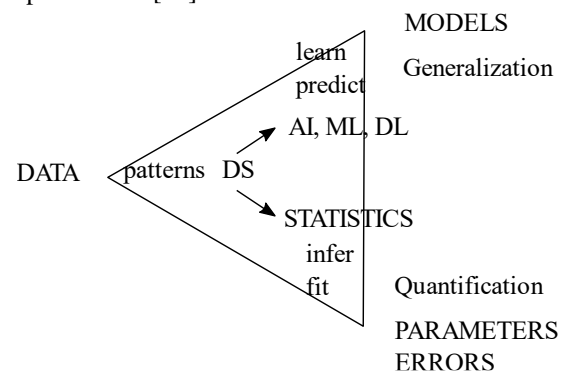 MODELS
learn
predict
Generalization
AI, ML, DL
DATA
patterns DS
STATISTICS
infer
fit
Quantification
PARAMETERS
ERRORS